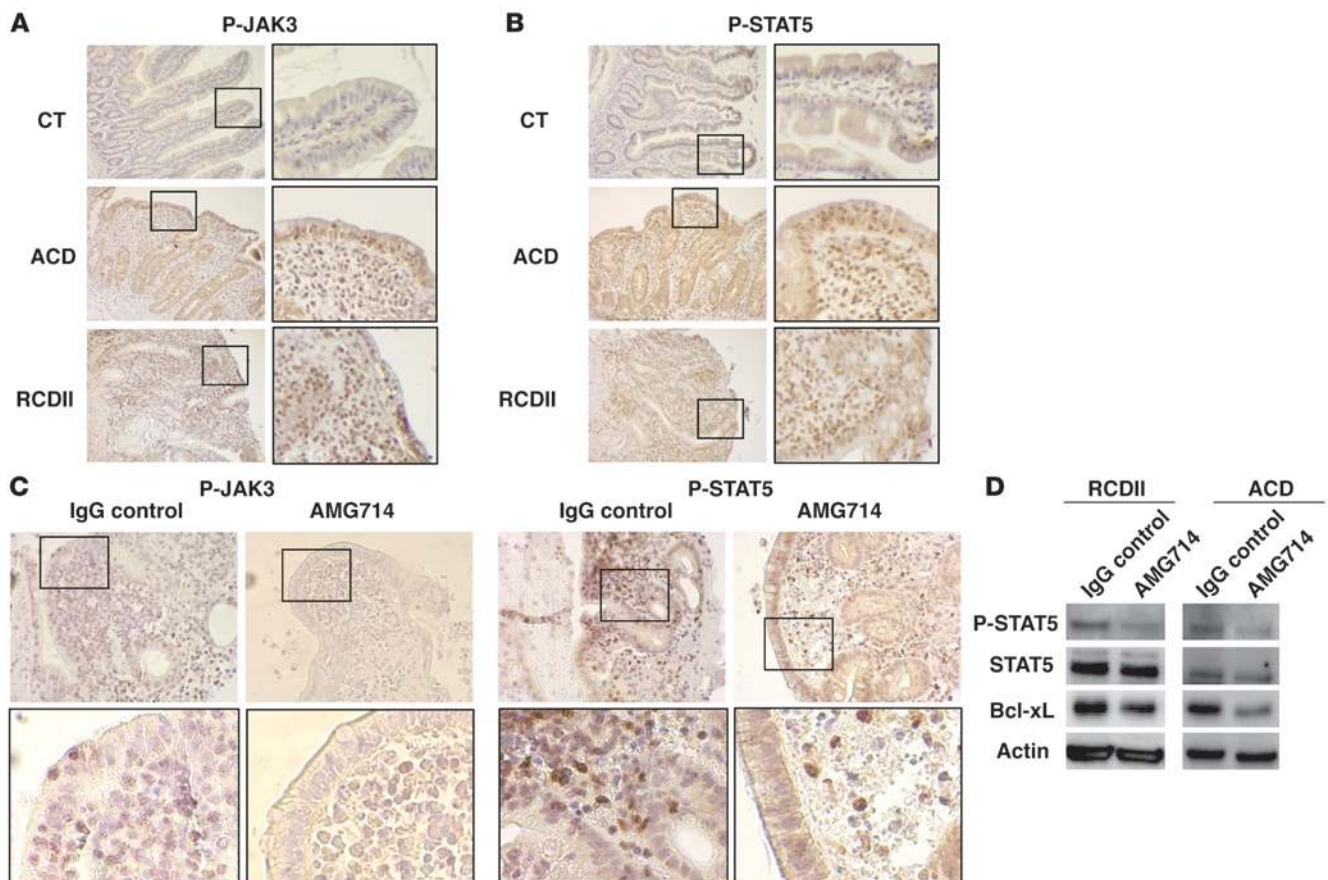 A
P-JAK3
CT
ACD
RCDII
B
P-STAT5
CT
ACD
RCDII
C
P-JAK3
IgG control AMG714
P-STAT5
IgG control AMG714
D
RCDII ACD
IgG control AMG714 IgG control AMG714
P-STAT5
STAT5
Bcl-xL
Actin